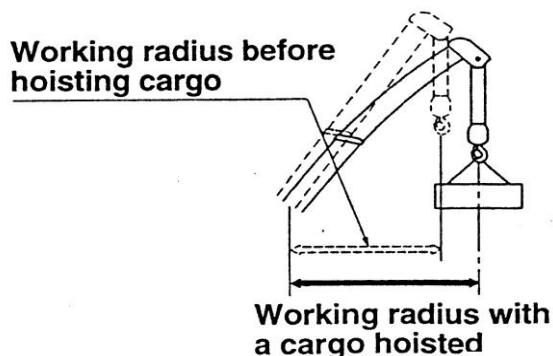 Working radius before
hoisting cargo
Working radius with
a cargo hoisted